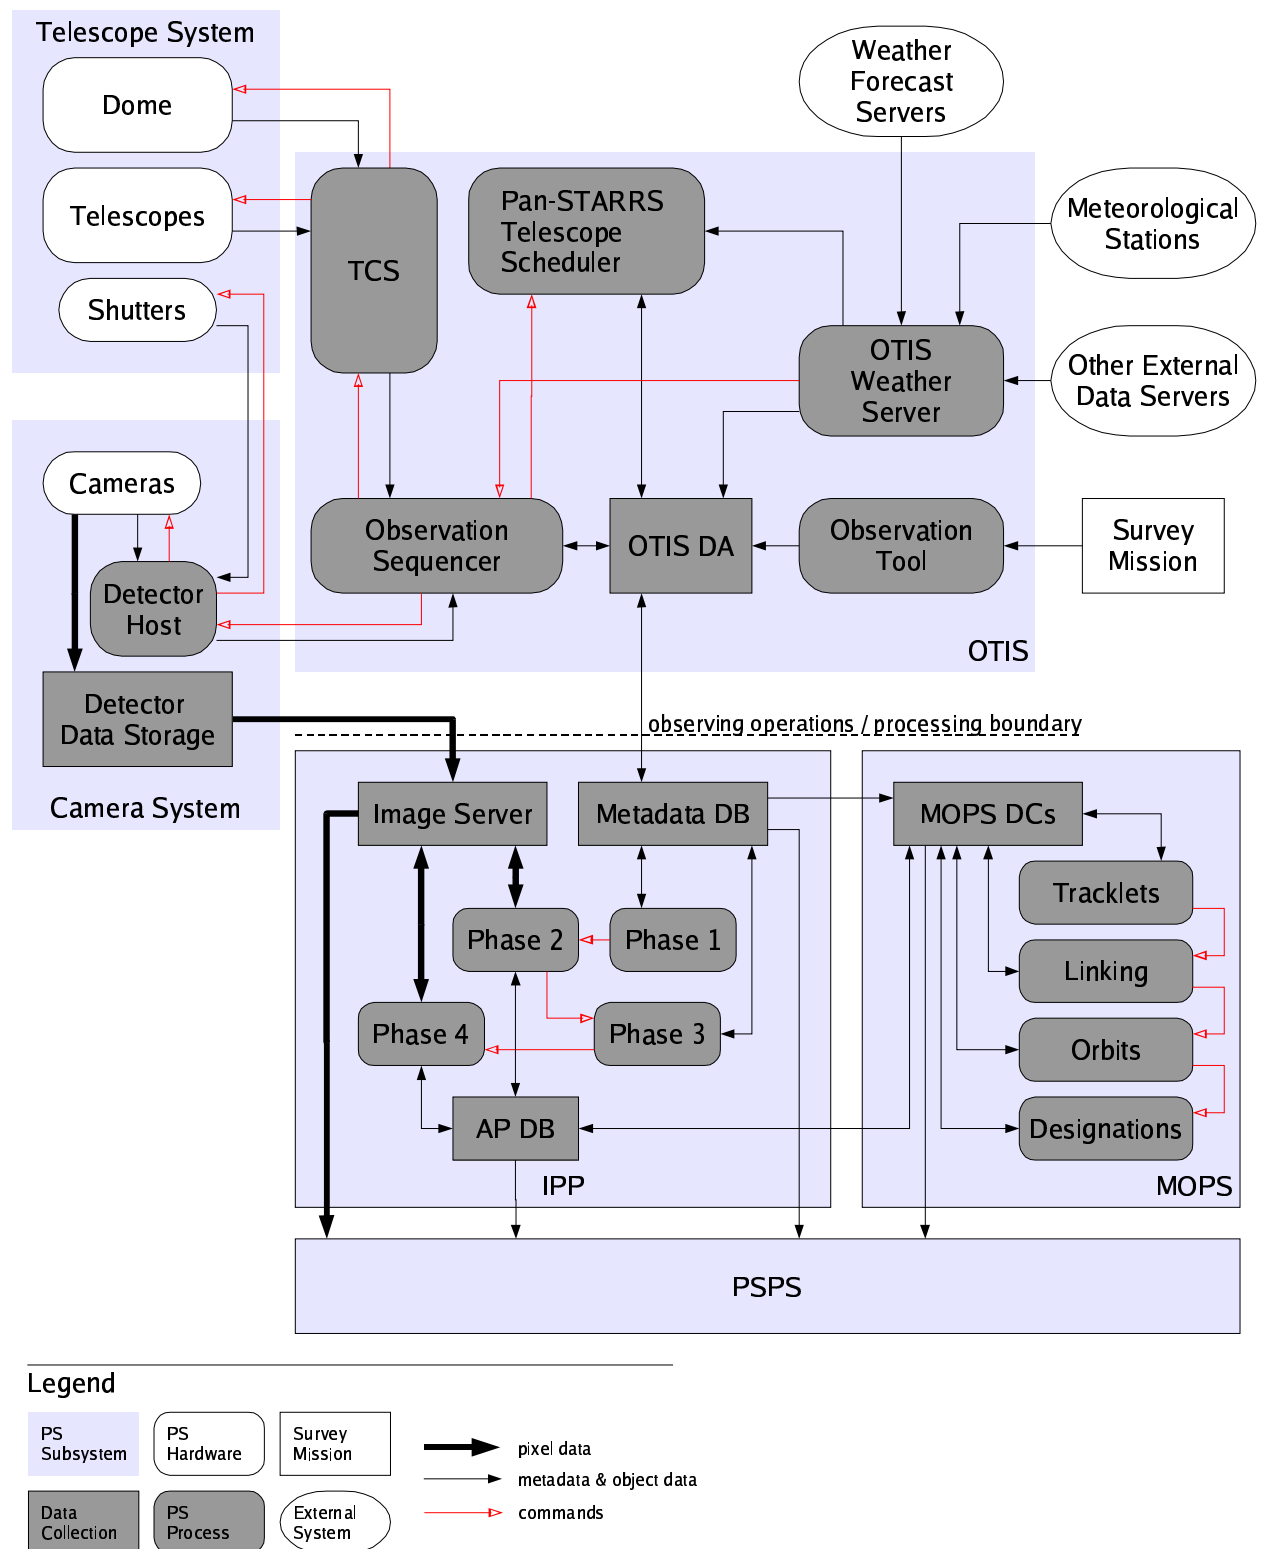 Telescope System
Dome
Telescopes
Shutters
Weather
Forecast
Servers
Meteorological
Stations
Other External
Data Servers
TCS
Pan-STARRS
Telescope
Scheduler
OTIS
Weather
Server
Cameras
Detector
Host
Detector
Data Storage
Camera System
Observation
Sequencer
OTIS DA
Observation
Tool
Survey
Mission
OTIS
observing operations / processing boundary
Image Server
Metadata DB
MOPS DCs
Phase 2
Phase 1
Phase 4
Phase 3
AP DB
IPP
Tracklets
Linking
Orbits
Designations
MOPS
PSPS
Legend
PS
Subsystem
PS
Hardware
Survey
Mission
Data
Collection
PS
Process
External
System
pixel data
metadata & object data
commands